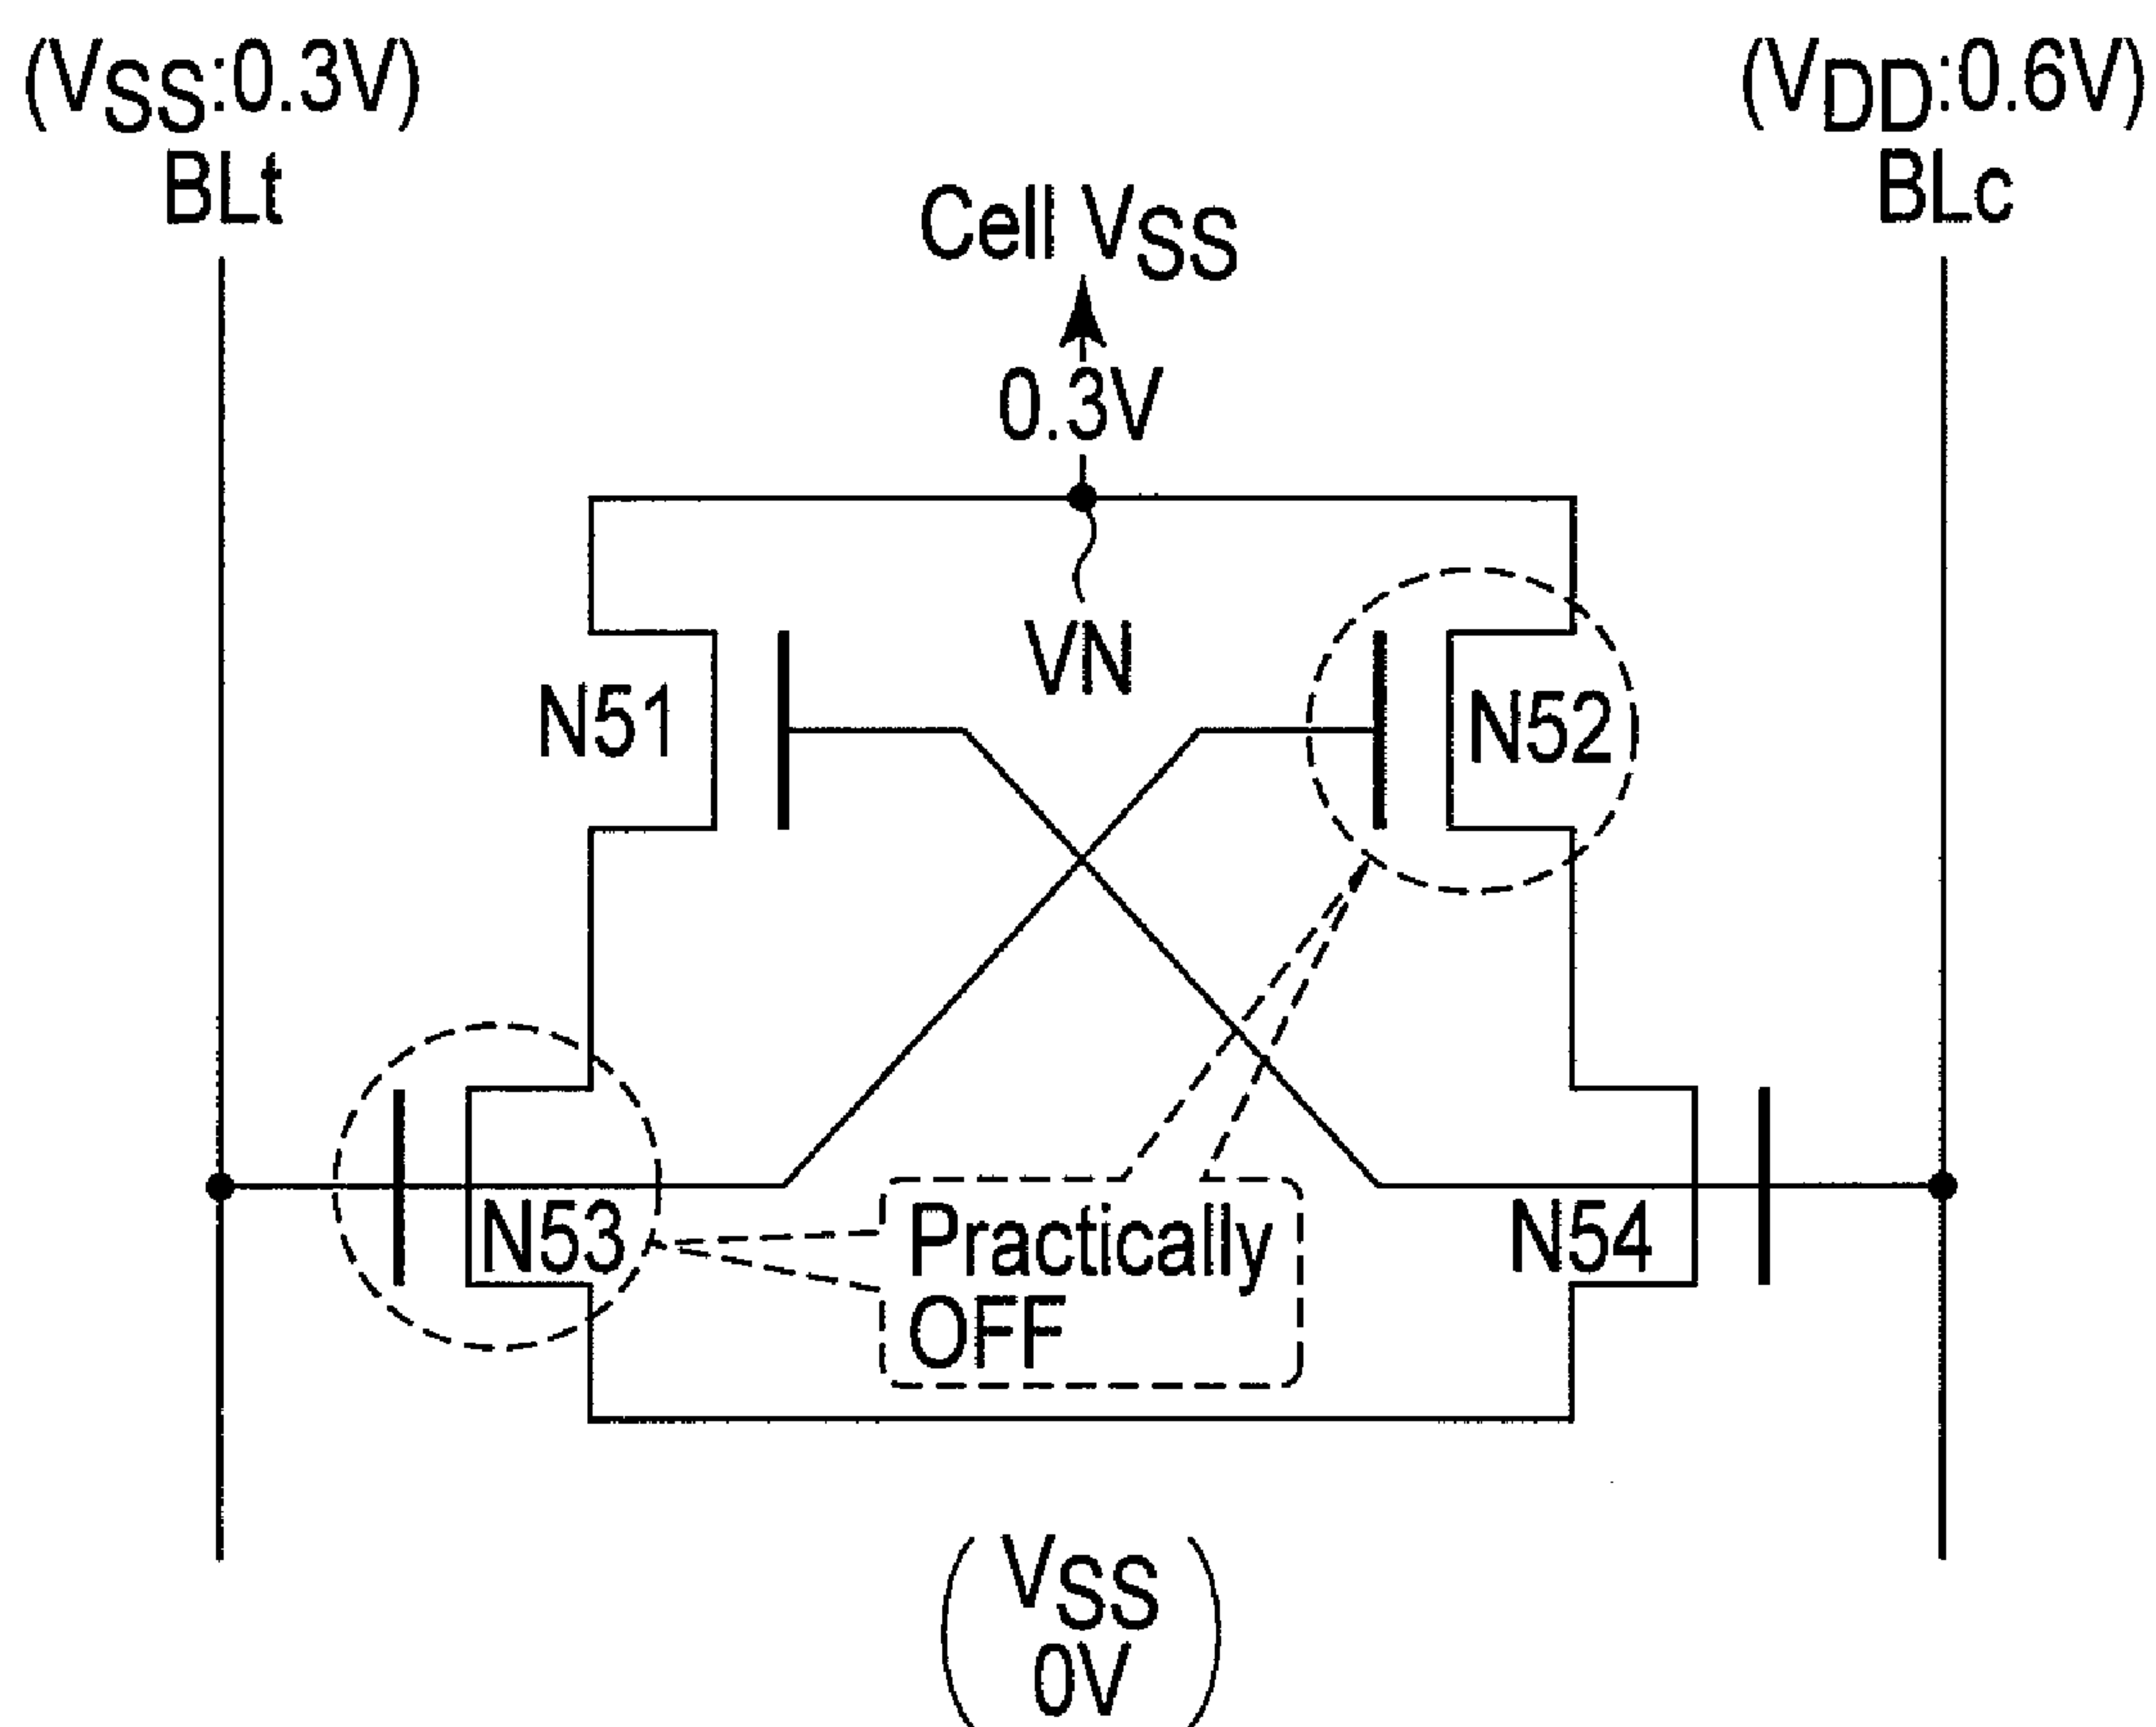 (VSS:0.3V)
BLt
(VDD:0.6V)
BLc
Cell VSS
0.3V
VN
N51
N52
N53
N54
Practically
OFF
(VSS
0V)